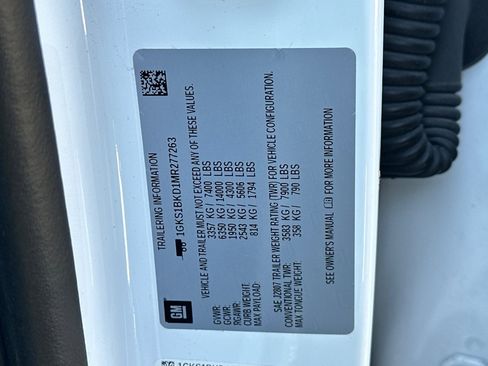 TRAILERING INFORMATION
1GKS1BKD1MR277263
VEHICLE AND TRAILER MUST NOT EXCEED ANY OF THESE VALUES.
GVWR: 3357 KG / 7400 LBS
GCWR: 6350 KG / 14000 LBS
RGAWR: 1950 KG / 4300 LBS
CURB WEIGHT: 2543 KG / 5606 LBS
MAX PAYLOAD: 814 KG / 1794 LBS
SAE J2807 TRAILER WEIGHT RATING (TWR) FOR VEHICLE CONFIGURATION.
CONVENTIONAL TWR: 3583 KG / 7900 LBS
MAX TONGUE WEIGHT: 358 KG / 790 LBS
SEE OWNER'S MANUAL FOR MORE INFORMATION.
GM